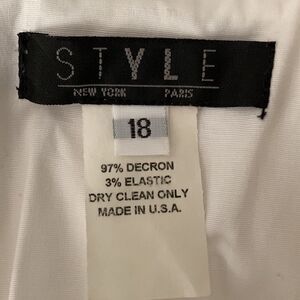 STYLE
NEW YORK PARIS
18
97% DECRON
3% ELASTIC
DRY CLEAN ONLY
MADE IN U.S.A.